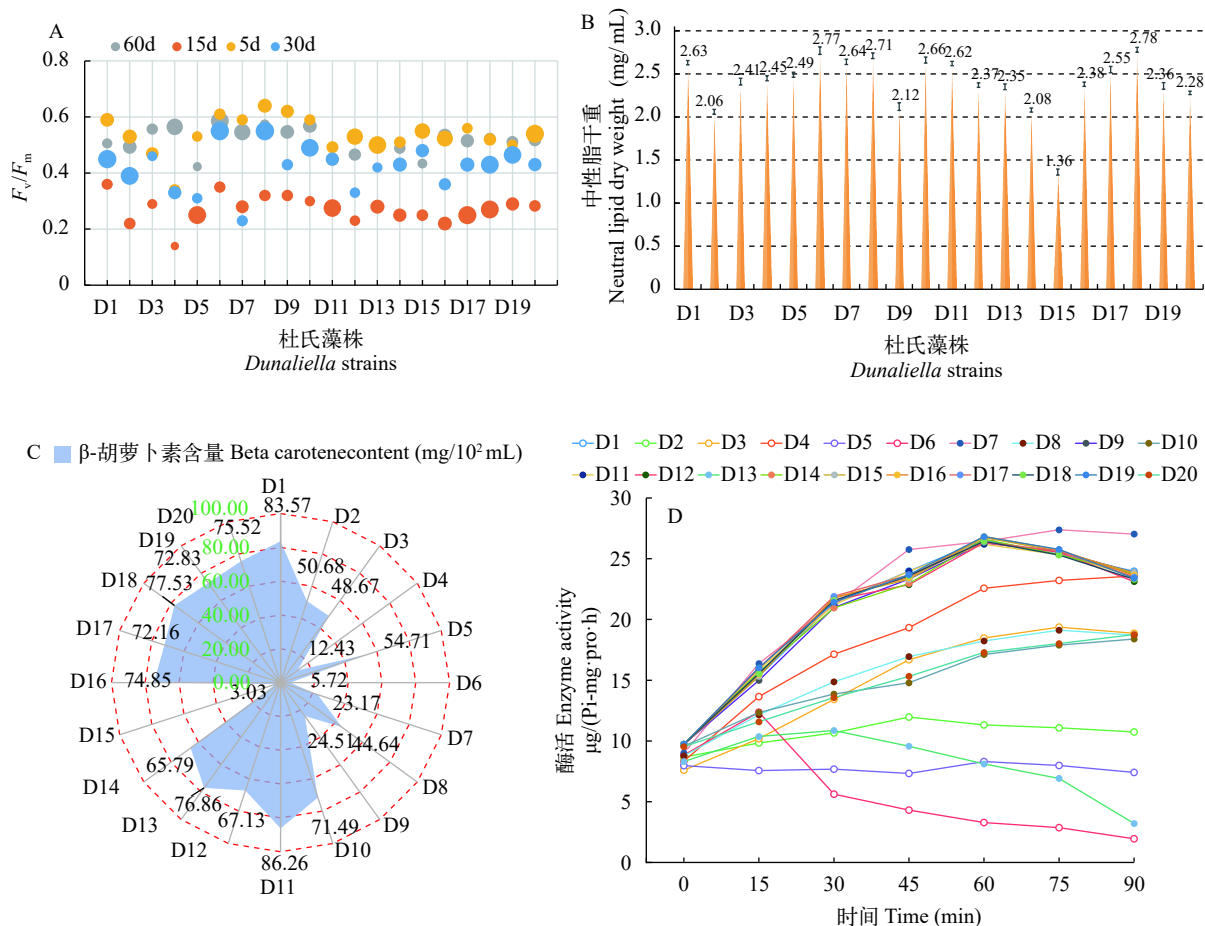 A
60d 15d 5d 30d
0.8
0.6
0.4
0.2
0
Fv/Fm
D1 D3 D5 D7 D9 D11 D13 D15 D17 D19
杜氏藻株
Dunaliella strains
B
中性脂干重
Neutral lipid dry weight (mg/mL)
3.0
2.5
2.0
1.5
1.0
0.5
0
2.63 2.06 2.41 2.45 2.49 2.77 2.64 2.71 2.12 2.66 2.62 2.37 2.35 2.08 1.36 2.38 2.55 2.78 2.36 2.28
D1 D3 D5 D7 D9 D11 D13 D15 D17 D19
杜氏藻株
Dunaliella strains
C β-胡萝卜素含量 Beta carotenecontent (mg/10² mL)
D1
D2
D3
D4
D5
D6
D7
D8
D9
D10
D11
D12
D13
D14
D15
D16
D17
D18
D19
D20
100.00
80.00
60.00
40.00
20.00
0.00
83.57
50.68
48.67
12.43
54.71
5.72
23.17
44.64
24.51
71.49
86.26
67.13
76.86
65.79
3.03
74.85
72.16
77.53
72.83
75.52
D1 D2 D3 D4 D5 D6 D7 D8 D9 D10
D11 D12 D13 D14 D15 D16 D17 D18 D19 D20
D
酶活 Enzyme activity
μg/(Pi·mg·pro·h)
30
25
20
15
10
5
0
0 15 30 45 60 75 90
时间 Time (min)